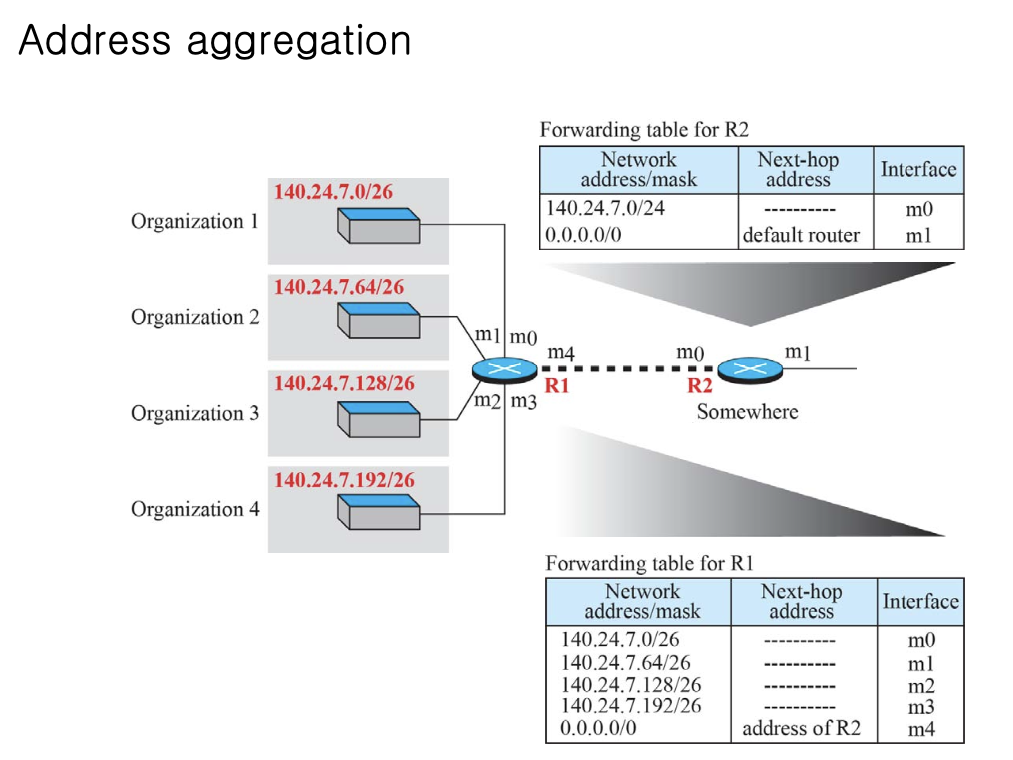 Address aggregation
Forwarding table for R2
Network address/mask
Next-hop address
Interface
140.24.7.0/24 ---------- m0
0.0.0.0/0 default router m1
140.24.7.0/26
Organization 1
140.24.7.64/26
Organization 2
140.24.7.128/26
Organization 3
140.24.7.192/26
Organization 4
m1 m0
m4
m0
m1
R1
R2
m2 m3
Somewhere
Forwarding table for R1
Network address/mask
Next-hop address
Interface
140.24.7.0/26 ---------- m0
140.24.7.64/26 ---------- m1
140.24.7.128/26 ---------- m2
140.24.7.192/26 ---------- m3
0.0.0.0/0 address of R2 m4